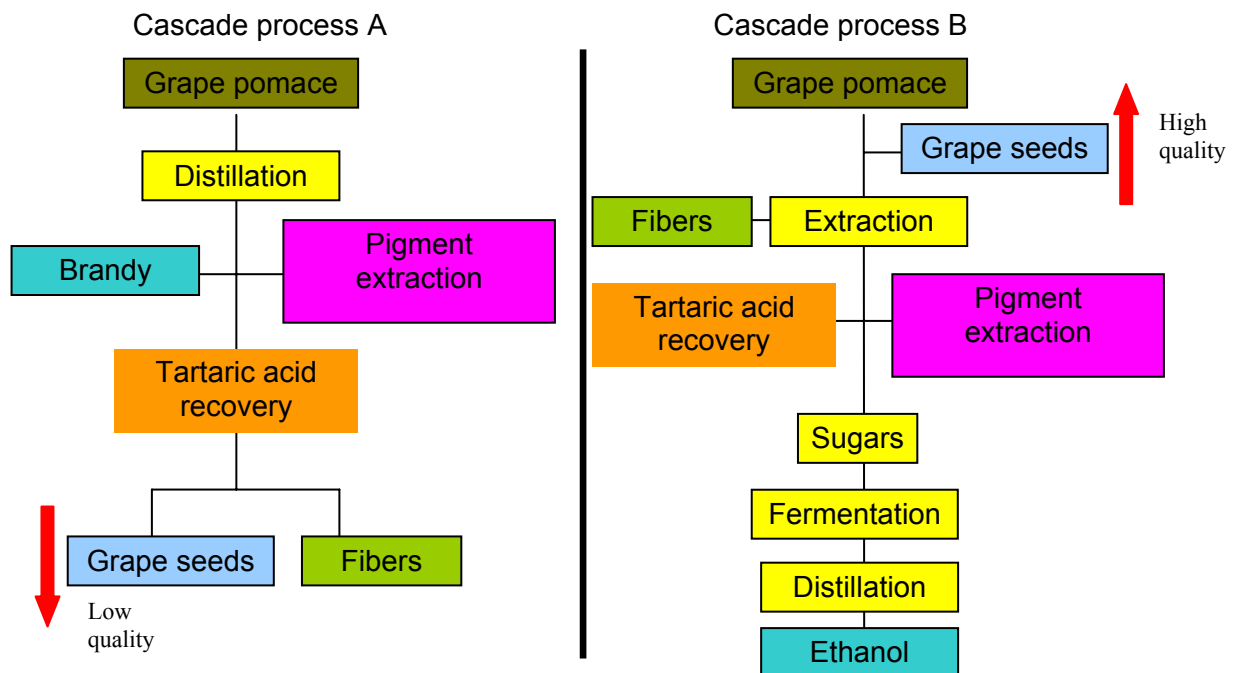 Cascade process A
Grape pomace
Distillation
Brandy
Pigment
extraction
Tartaric acid
recovery
Grape seeds
Fibers
Low
quality
Cascade process B
Grape pomace
Grape seeds
High
quality
Fibers
Extraction
Tartaric acid
recovery
Pigment
extraction
Sugars
Fermentation
Distillation
Ethanol